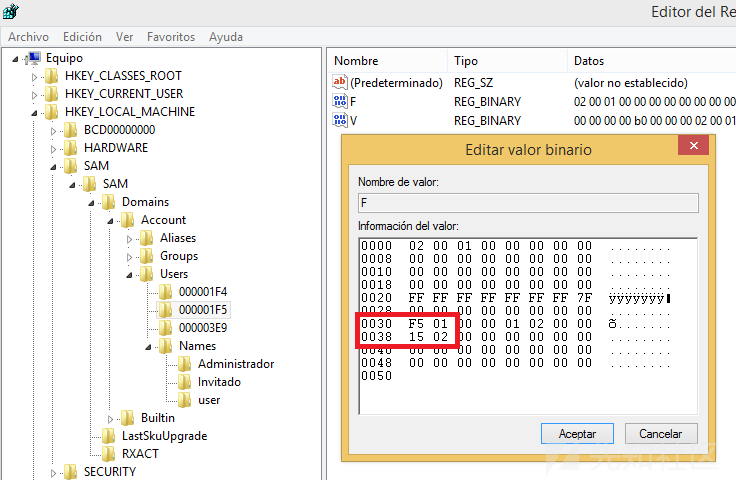 Editor del Re
Archivo Edición Ver Favoritos Ayuda
Equipo
HKEY_CLASSES_ROOT
HKEY_CURRENT_USER
HKEY_LOCAL_MACHINE
BCD00000000
HARDWARE
SAM
SAM
Domains
Account
Aliases
Groups
Users
000001F4
000001F5
000003E9
Names
Administrador
Invitado
user
Builtin
LastSkuUpgrade
RXACT
SECURITY
Nombre Tipo Datos
(Predeterminado) REG_SZ (valor no establecido)
F REG_BINARY 02 00 01 00 00 00 00 00 00 00
V REG_BINARY 00 00 00 00 b0 00 00 00 02 00 01
Editar valor binario
Nombre de valor:
F
Información del valor:
0000 02 00 01 00 00 00 00 00 ........
0008 00 00 00 00 00 00 00 00 ........
0010 00 00 00 00 00 00 00 00 ........
0018 00 00 00 00 00 00 00 00 ........
0020 FF FF FF FF FF FF FF 7F ÿÿÿÿÿÿÿ
0028 00 00 00 00 00 00 00 00 ........
0030 F5 01 00 00 01 02 00 00 õ.......
0038 15 02 00 00 00 00 00 00 ........
0040 00 00 00 00 00 00 00 00 ........
0048 00 00 00 00 00 00 00 00 ........
0050
Aceptar Cancelar
先知社区